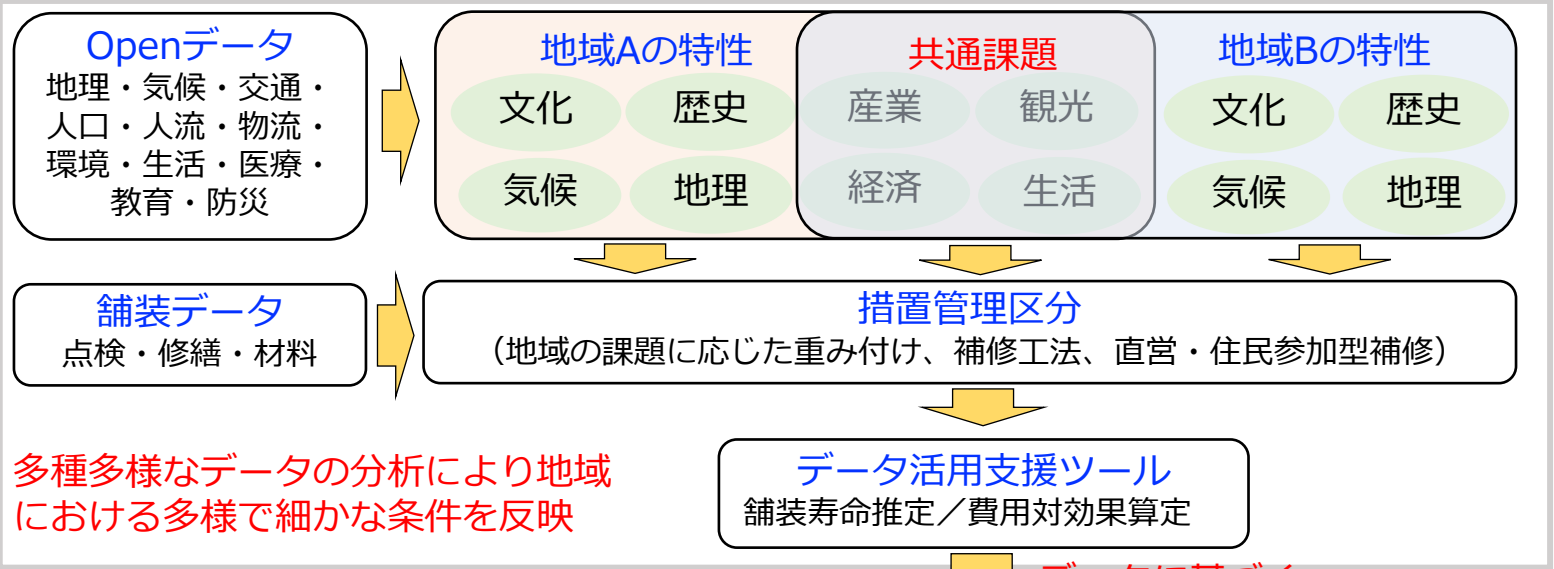 Openデータ
地理・気候・交通・
人口・人流・物流・
環境・生活・医療・
教育・防災
地域Aの特性
文化
歴史
気候
地理
共通課題
産業
観光
経済
生活
地域Bの特性
文化
歴史
気候
地理
舗装データ
点検・修繕・材料
措置管理区分
（地域の課題に応じた重み付け、補修工法、直営・住民参加型補修）
多種多様なデータの分析により地域
における多様で細かな条件を反映
データ活用支援ツール
舗装寿命推定／費用対効果算定